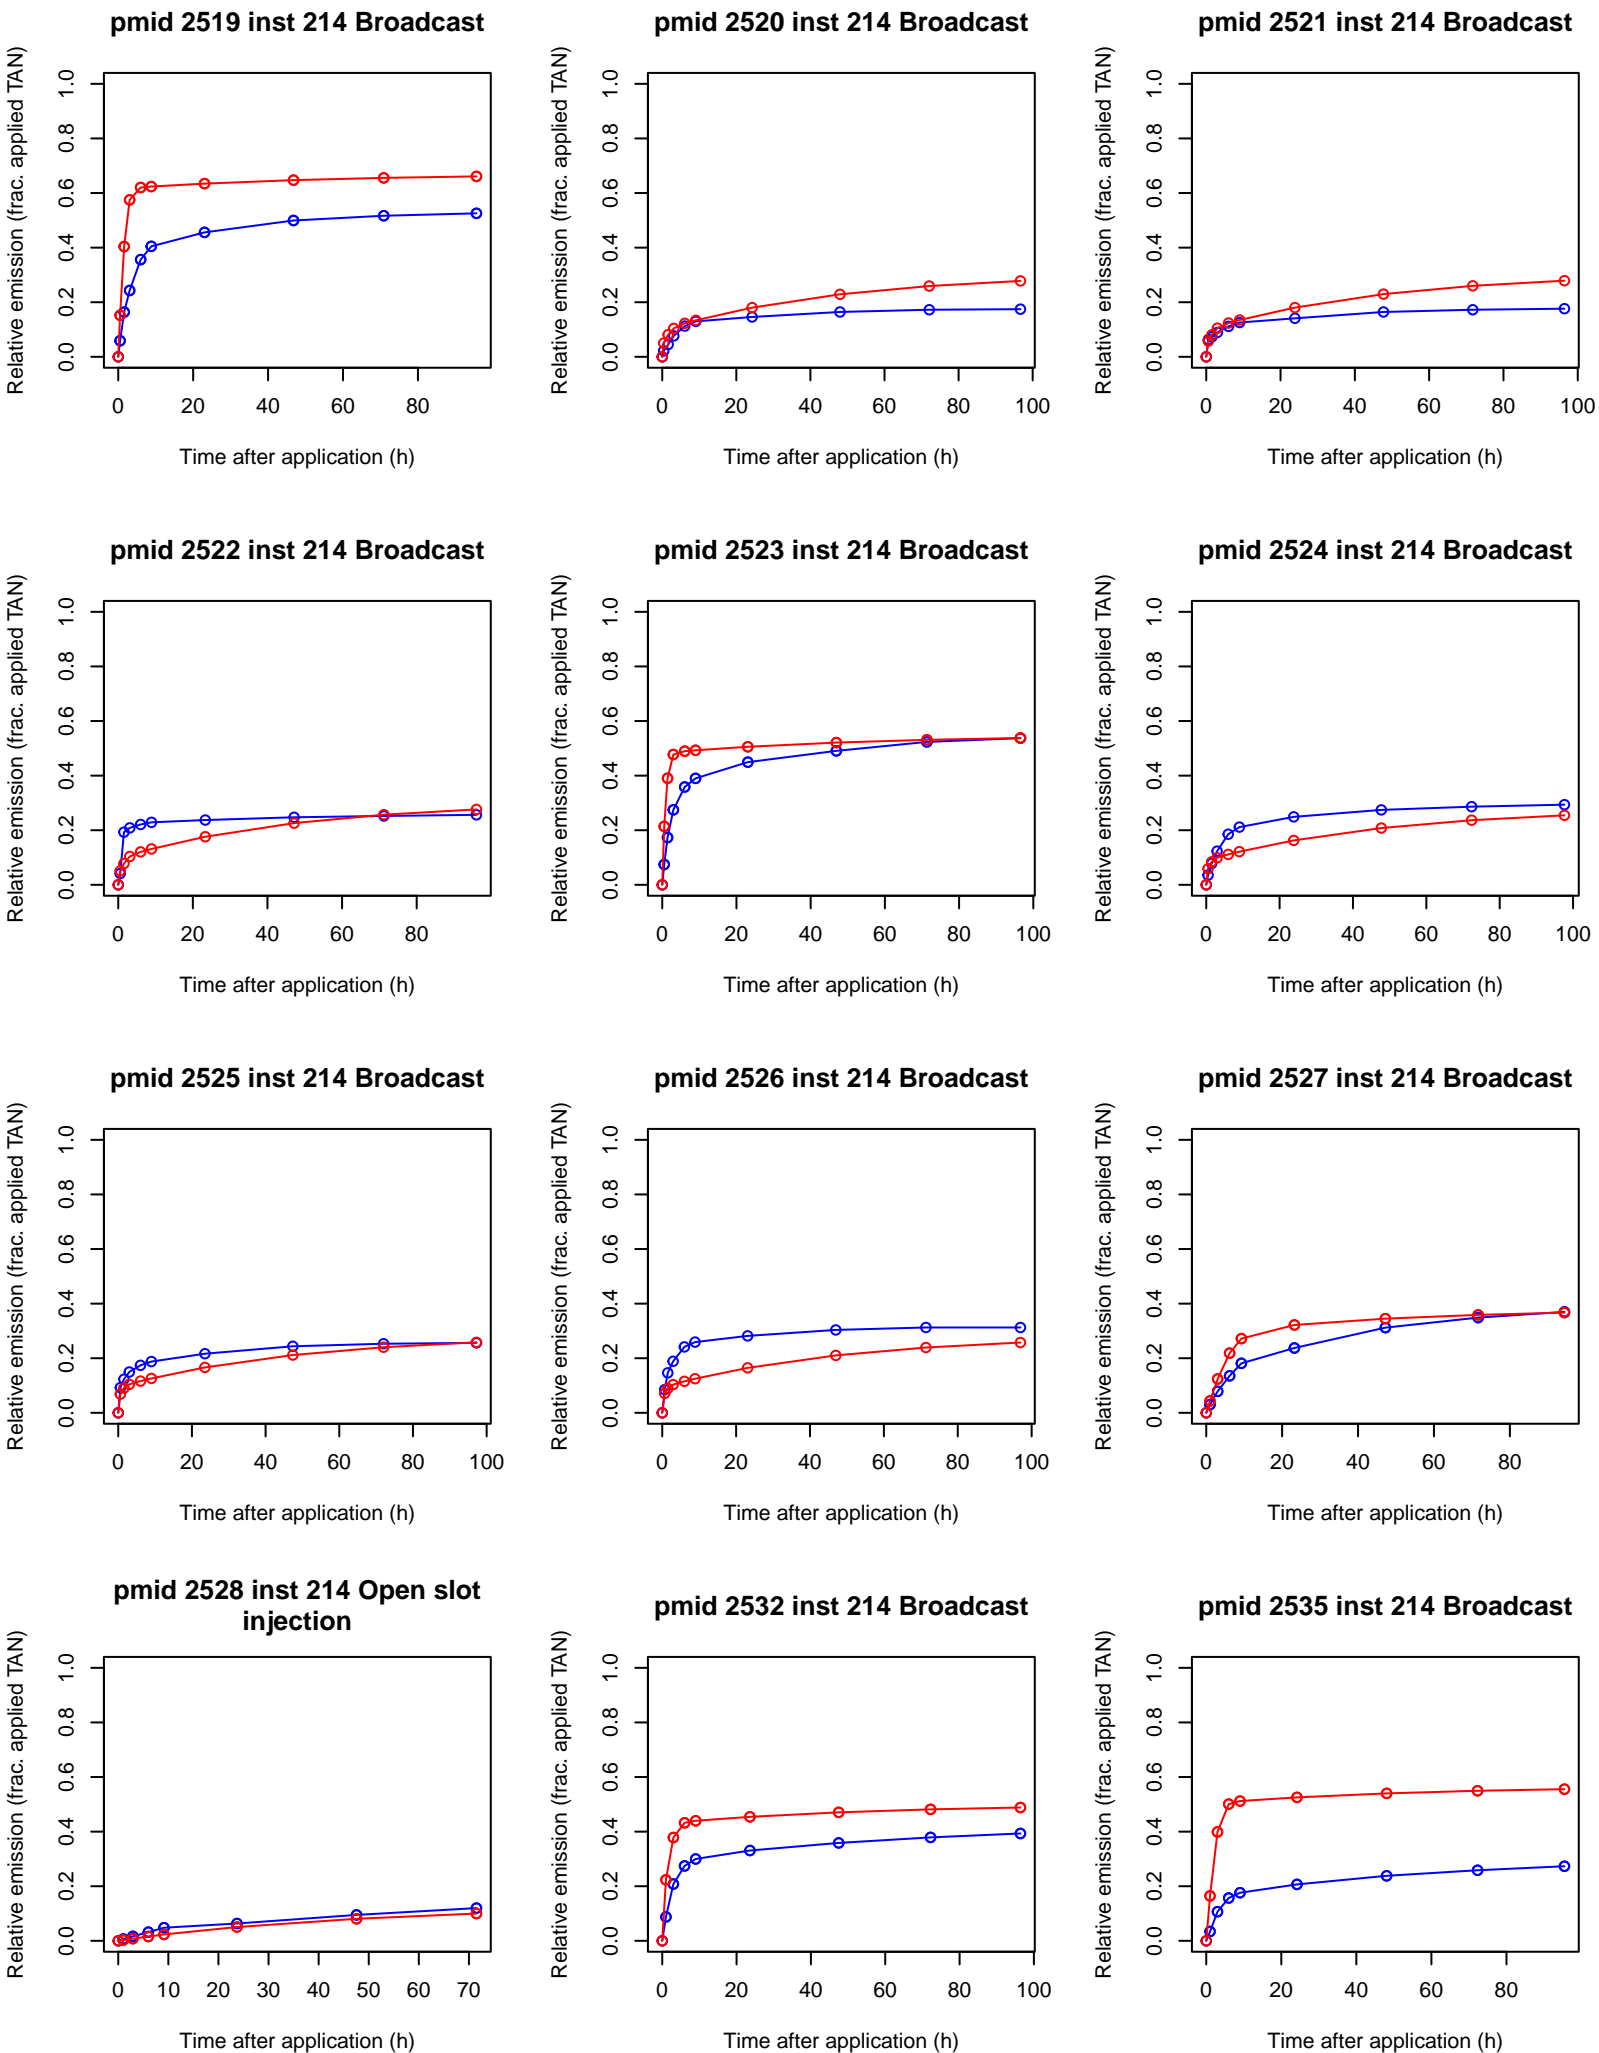 pmid 2519 inst 214 Broadcast
Relative emission (frac. applied TAN)
1.0
0.8
0.6
0.4
0.2
0.0
0 20 40 60 80
Time after application (h)
pmid 2520 inst 214 Broadcast
Relative emission (frac. applied TAN)
1.0
0.8
0.6
0.4
0.2
0.0
0 20 40 60 80 100
Time after application (h)
pmid 2521 inst 214 Broadcast
Relative emission (frac. applied TAN)
1.0
0.8
0.6
0.4
0.2
0.0
0 20 40 60 80 100
Time after application (h)
pmid 2522 inst 214 Broadcast
Relative emission (frac. applied TAN)
1.0
0.8
0.6
0.4
0.2
0.0
0 20 40 60 80
Time after application (h)
pmid 2523 inst 214 Broadcast
Relative emission (frac. applied TAN)
1.0
0.8
0.6
0.4
0.2
0.0
0 20 40 60 80 100
Time after application (h)
pmid 2524 inst 214 Broadcast
Relative emission (frac. applied TAN)
1.0
0.8
0.6
0.4
0.2
0.0
0 20 40 60 80 100
Time after application (h)
pmid 2525 inst 214 Broadcast
Relative emission (frac. applied TAN)
1.0
0.8
0.6
0.4
0.2
0.0
0 20 40 60 80 100
Time after application (h)
pmid 2526 inst 214 Broadcast
Relative emission (frac. applied TAN)
1.0
0.8
0.6
0.4
0.2
0.0
0 20 40 60 80 100
Time after application (h)
pmid 2527 inst 214 Broadcast
Relative emission (frac. applied TAN)
1.0
0.8
0.6
0.4
0.2
0.0
0 20 40 60 80
Time after application (h)
pmid 2528 inst 214 Open slot
injection
Relative emission (frac. applied TAN)
1.0
0.8
0.6
0.4
0.2
0.0
0 10 20 30 40 50 60 70
Time after application (h)
pmid 2532 inst 214 Broadcast
Relative emission (frac. applied TAN)
1.0
0.8
0.6
0.4
0.2
0.0
0 20 40 60 80 100
Time after application (h)
pmid 2535 inst 214 Broadcast
Relative emission (frac. applied TAN)
1.0
0.8
0.6
0.4
0.2
0.0
0 20 40 60 80
Time after application (h)